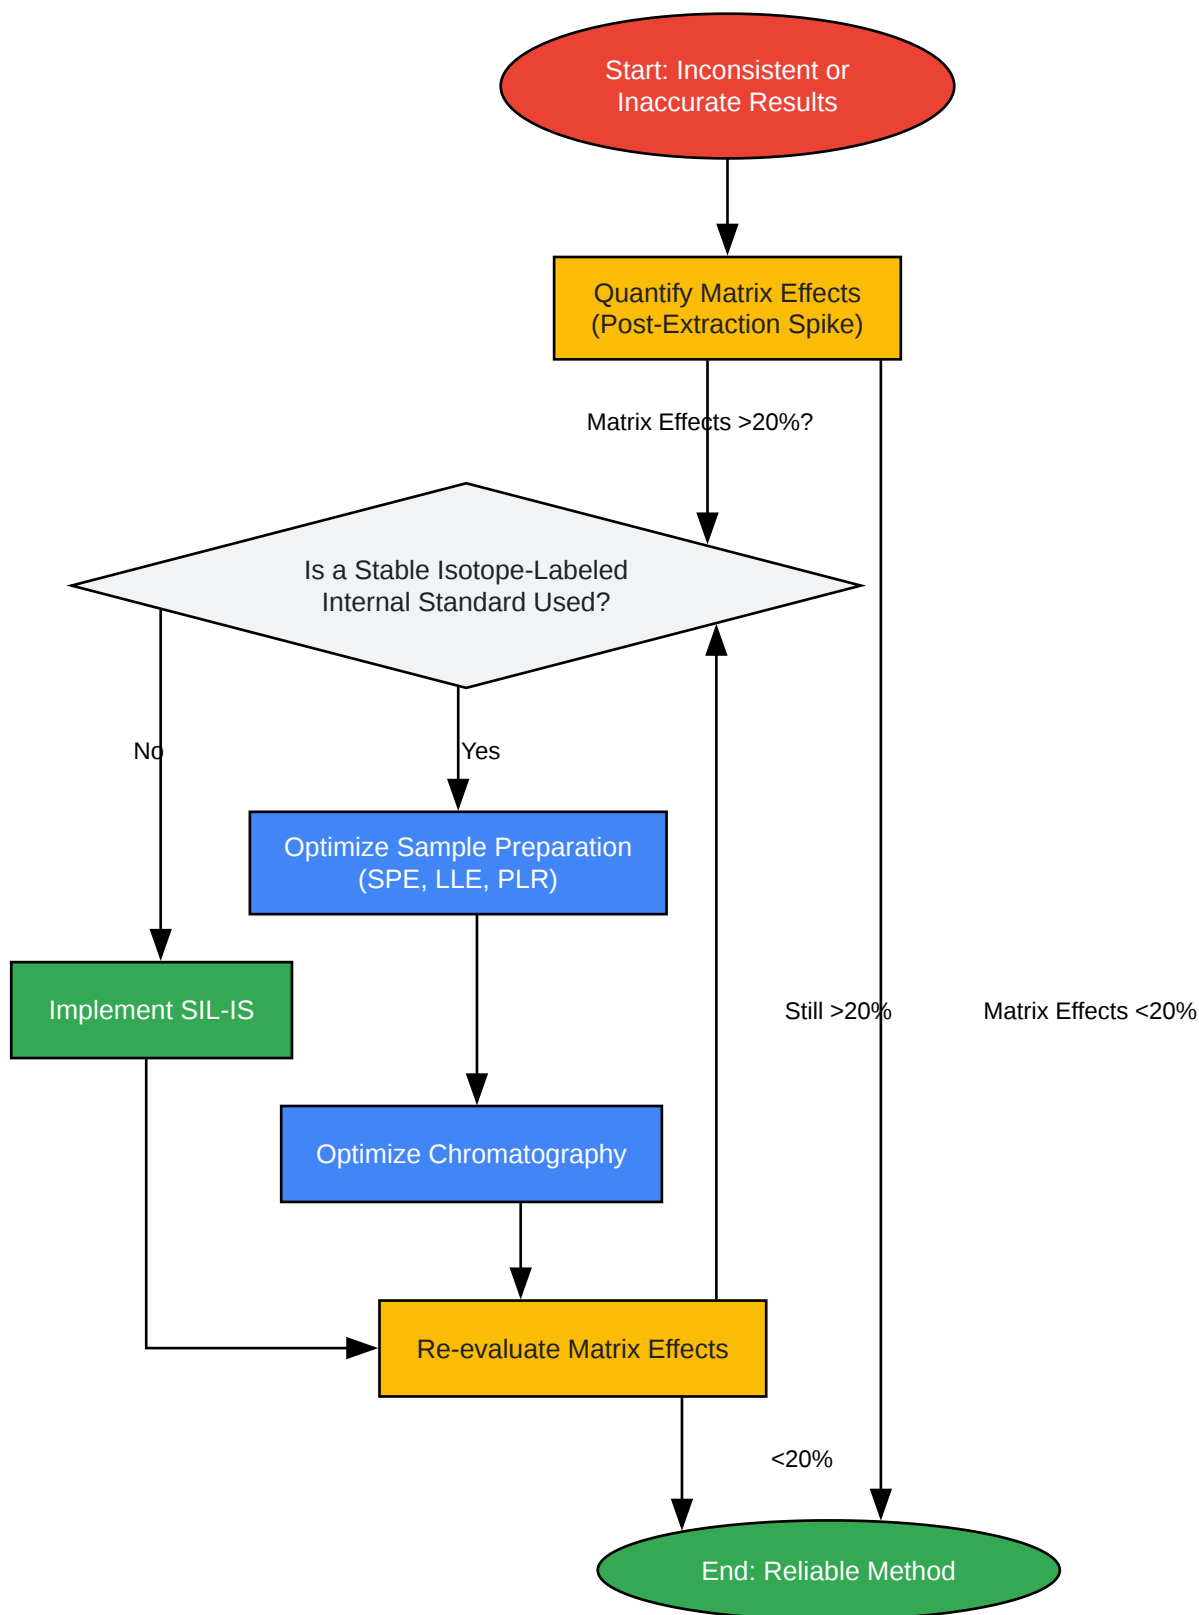 Start: Inconsistent or
Inaccurate Results
Quantify Matrix Effects
(Post-Extraction Spike)
Matrix Effects >20%?
Is a Stable Isotope-Labeled
Internal Standard Used?
No
Yes
Optimize Sample Preparation
(SPE, LLE, PLR)
Implement SIL-IS
Still >20%
Matrix Effects <20%
Optimize Chromatography
Re-evaluate Matrix Effects
<20%
End: Reliable Method